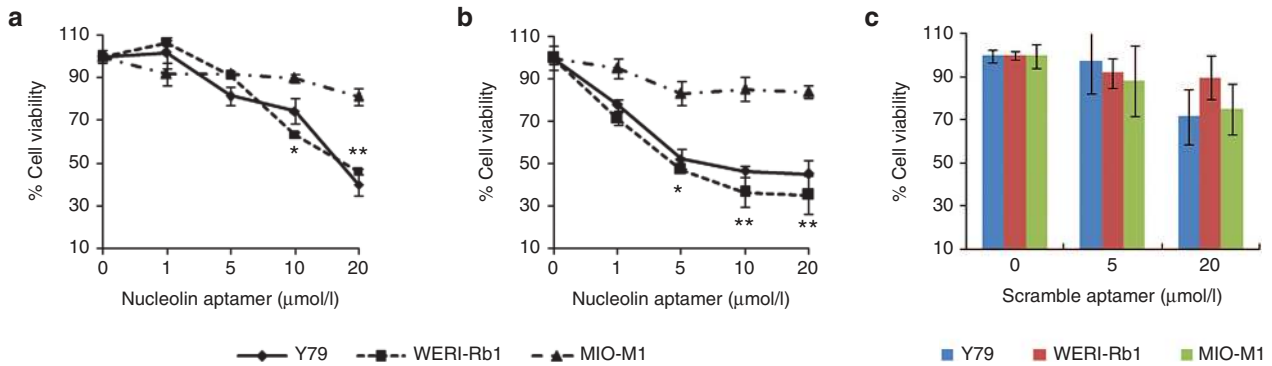 a
110
90
70
50
30
10
% Cell viability
*
**
0 1 5 10 20
Nucleolin aptamer (μmol/l)
b
110
90
70
50
30
10
% Cell viability
*
**
**
0 1 5 10 20
Nucleolin aptamer (μmol/l)
Y79 WERI-Rb1 MIO-M1
c
110
90
70
50
30
10
% Cell viability
0 5 20
Scramble aptamer (μmol/l)
Y79 WERI-Rb1 MIO-M1